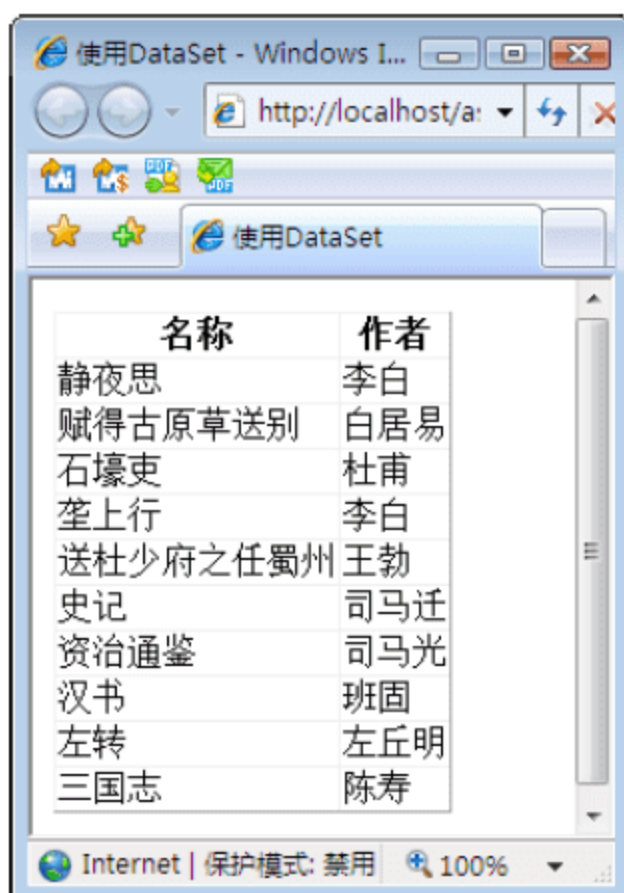 使用DataSet - Windows I...
http://localhost/a:
使用DataSet
名称 作者
静夜思 李白
赋得古原草送别 白居易
石壕吏 杜甫
垄上行 李白
送杜少府之任蜀州 王勃
史记 司马迁
资治通鉴 司马光
汉书 班固
左转 左丘明
三国志 陈寿
Internet | 保护模式: 禁用 100%